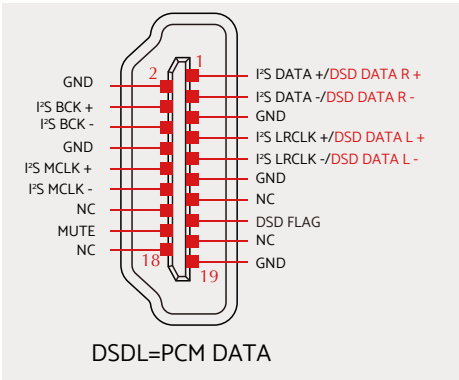 2
GND
I²S BCK +
I²S BCK -
GND
I²S MCLK +
I²S MCLK -
NC
MUTE
NC
18
1
I²S DATA +/DSD DATA R +
I²S DATA -/DSD DATA R -
GND
I²S LRCLK +/DSD DATA L +
I²S LRCLK -/DSD DATA L -
GND
NC
DSD FLAG
NC
GND
19
DSDL=PCM DATA